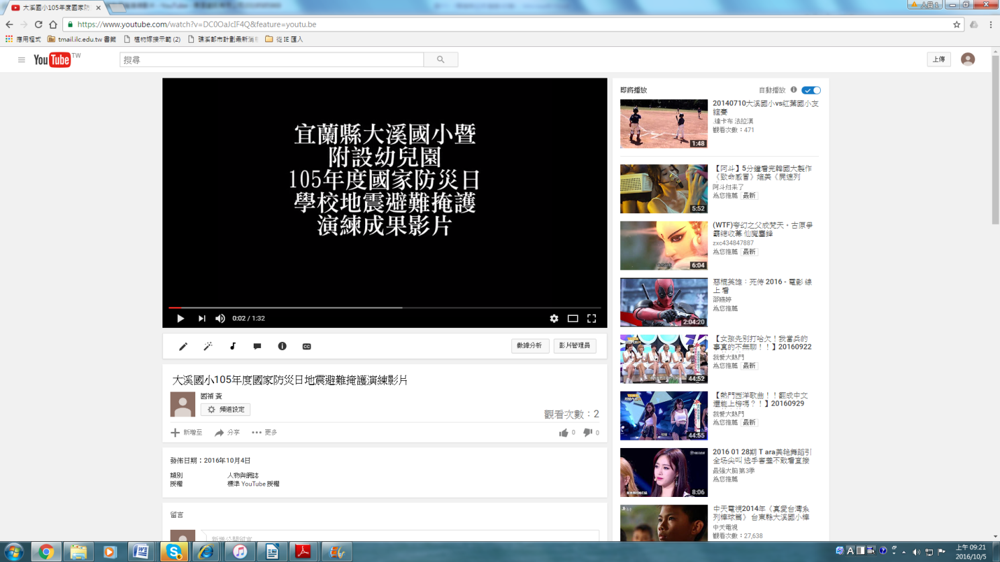 大溪國小105年度國家防
人員 1
https://www.youtube.com/watch?v=DC0OaJcIF4Q&feature=youtu.be
應用程式
tmail.ilc.edu.tw 書籤
植物嫁接示範 (2)
礁溪都市計劃最新消息
從 IE 匯入
YouTube TW
搜尋
上傳
宜蘭縣大溪國小暨
附設幼兒園
105年度國家防災日
學校地震避難掩護
演練成果影片
0:02 / 1:32
數據分析
影片管理員
大溪國小105年度國家防災日地震避難掩護演練影片
國禎 黃
頻道設定
觀看次數：2
新增至
分享
更多
0
0
發佈日期：2016年10月4日
類別 人物與網誌
授權 標準 YouTube 授權
留言
新增公開留言
即將播放
自動播放
20140710大溪國小vs紅葉國小友
誼賽
.達卡布 法拉漢
觀看次數：471
1:48
【阿斗】5分鐘看完韓國大製作
《致命感冒》媲美《屍速列
阿斗归来了
為您推薦 最新
5:52
(WTF)夸幻之父成梵天。古原爭
霸總收幕 仙魔鏖鋒
zxc434847887
為您推薦 最新
6:04
惡棍英雄：死侍 2016 - 電影 線
上 看
邵姍婷
為您推薦
2:04:20
【女孩先別打哈欠！我當兵的
事真的不無聊！！】20160922
我愛大熱門
為您推薦 最新
44:52
【熱門西洋歌曲！！翻成中文
還能上榜嗎？！】20160929
我愛大熱門
為您推薦 最新
44:55
2016 01 28期 T ara美艳舞蹈引
全场尖叫 选手害羞不敢看直接
最强大脑 第3季
為您推薦
8:06
中天電視2014年《真愛台灣系
列棒球篇》 台東縣大溪國小棒
中天電視
觀看次數：27,638
上午 09:21
2016/10/5